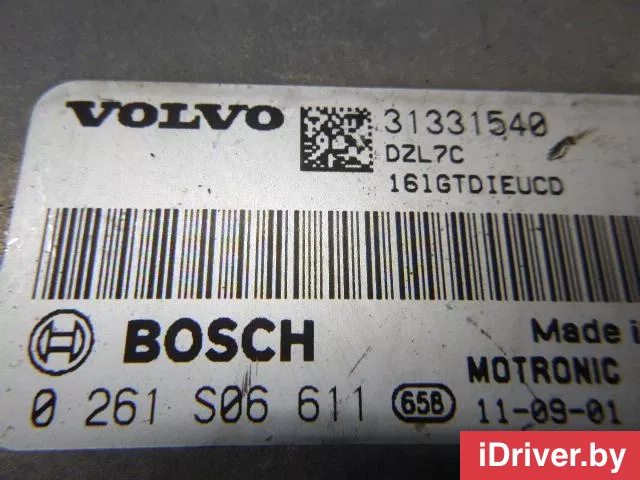 VOLVO
31331540
DZL7C
161GTDIEUCD
BOSCH
Made i
MOTRONIC
0 261 S06 611 658 11-09-01
iDriver.by